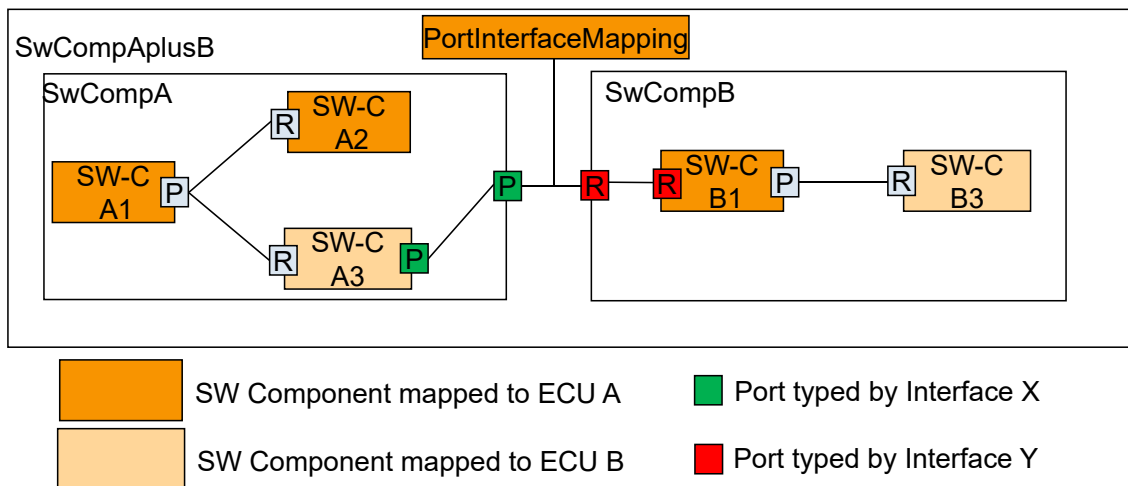 PortInterfaceMapping
SwCompAplusB
SwCompA
SwCompB
SW-C
A2
R
SW-C
A1
P
SW-C
A3
R
P
P
R
R
SW-C
B1
P
R
SW-C
B3
SW Component mapped to ECU A
Port typed by Interface X
SW Component mapped to ECU B
Port typed by Interface Y